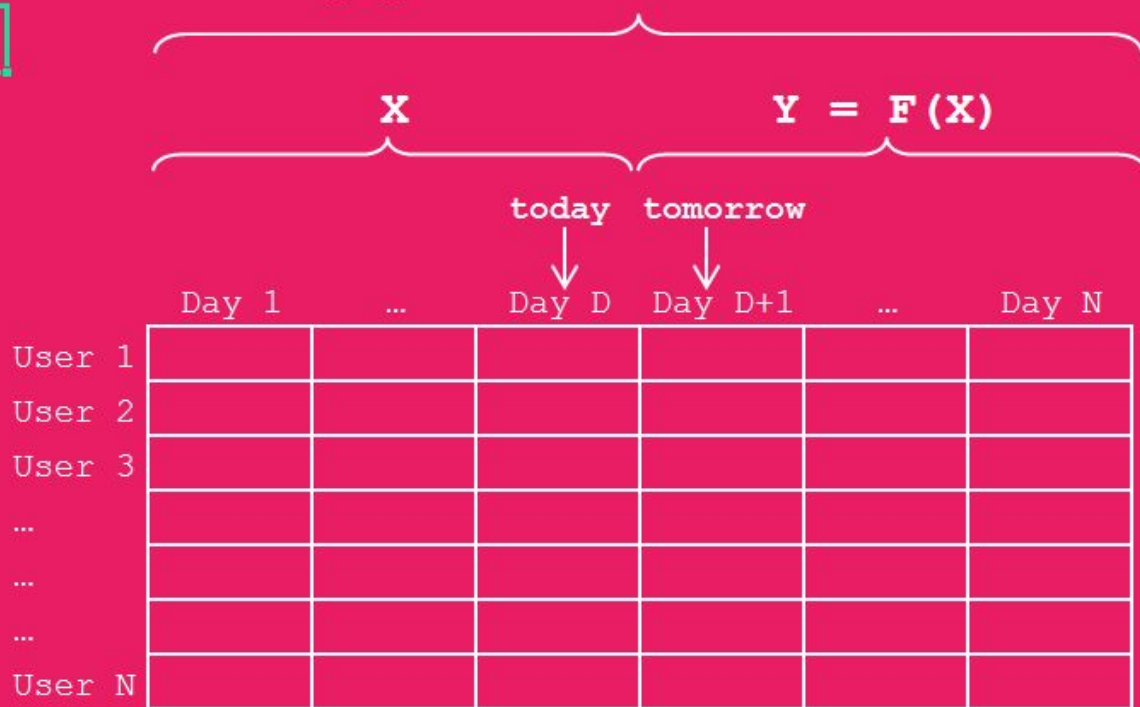 X Y = F(X)
today tomorrow
Day 1 … Day D Day D+1 … Day N
User 1
User 2
User 3
…
…
…
User N